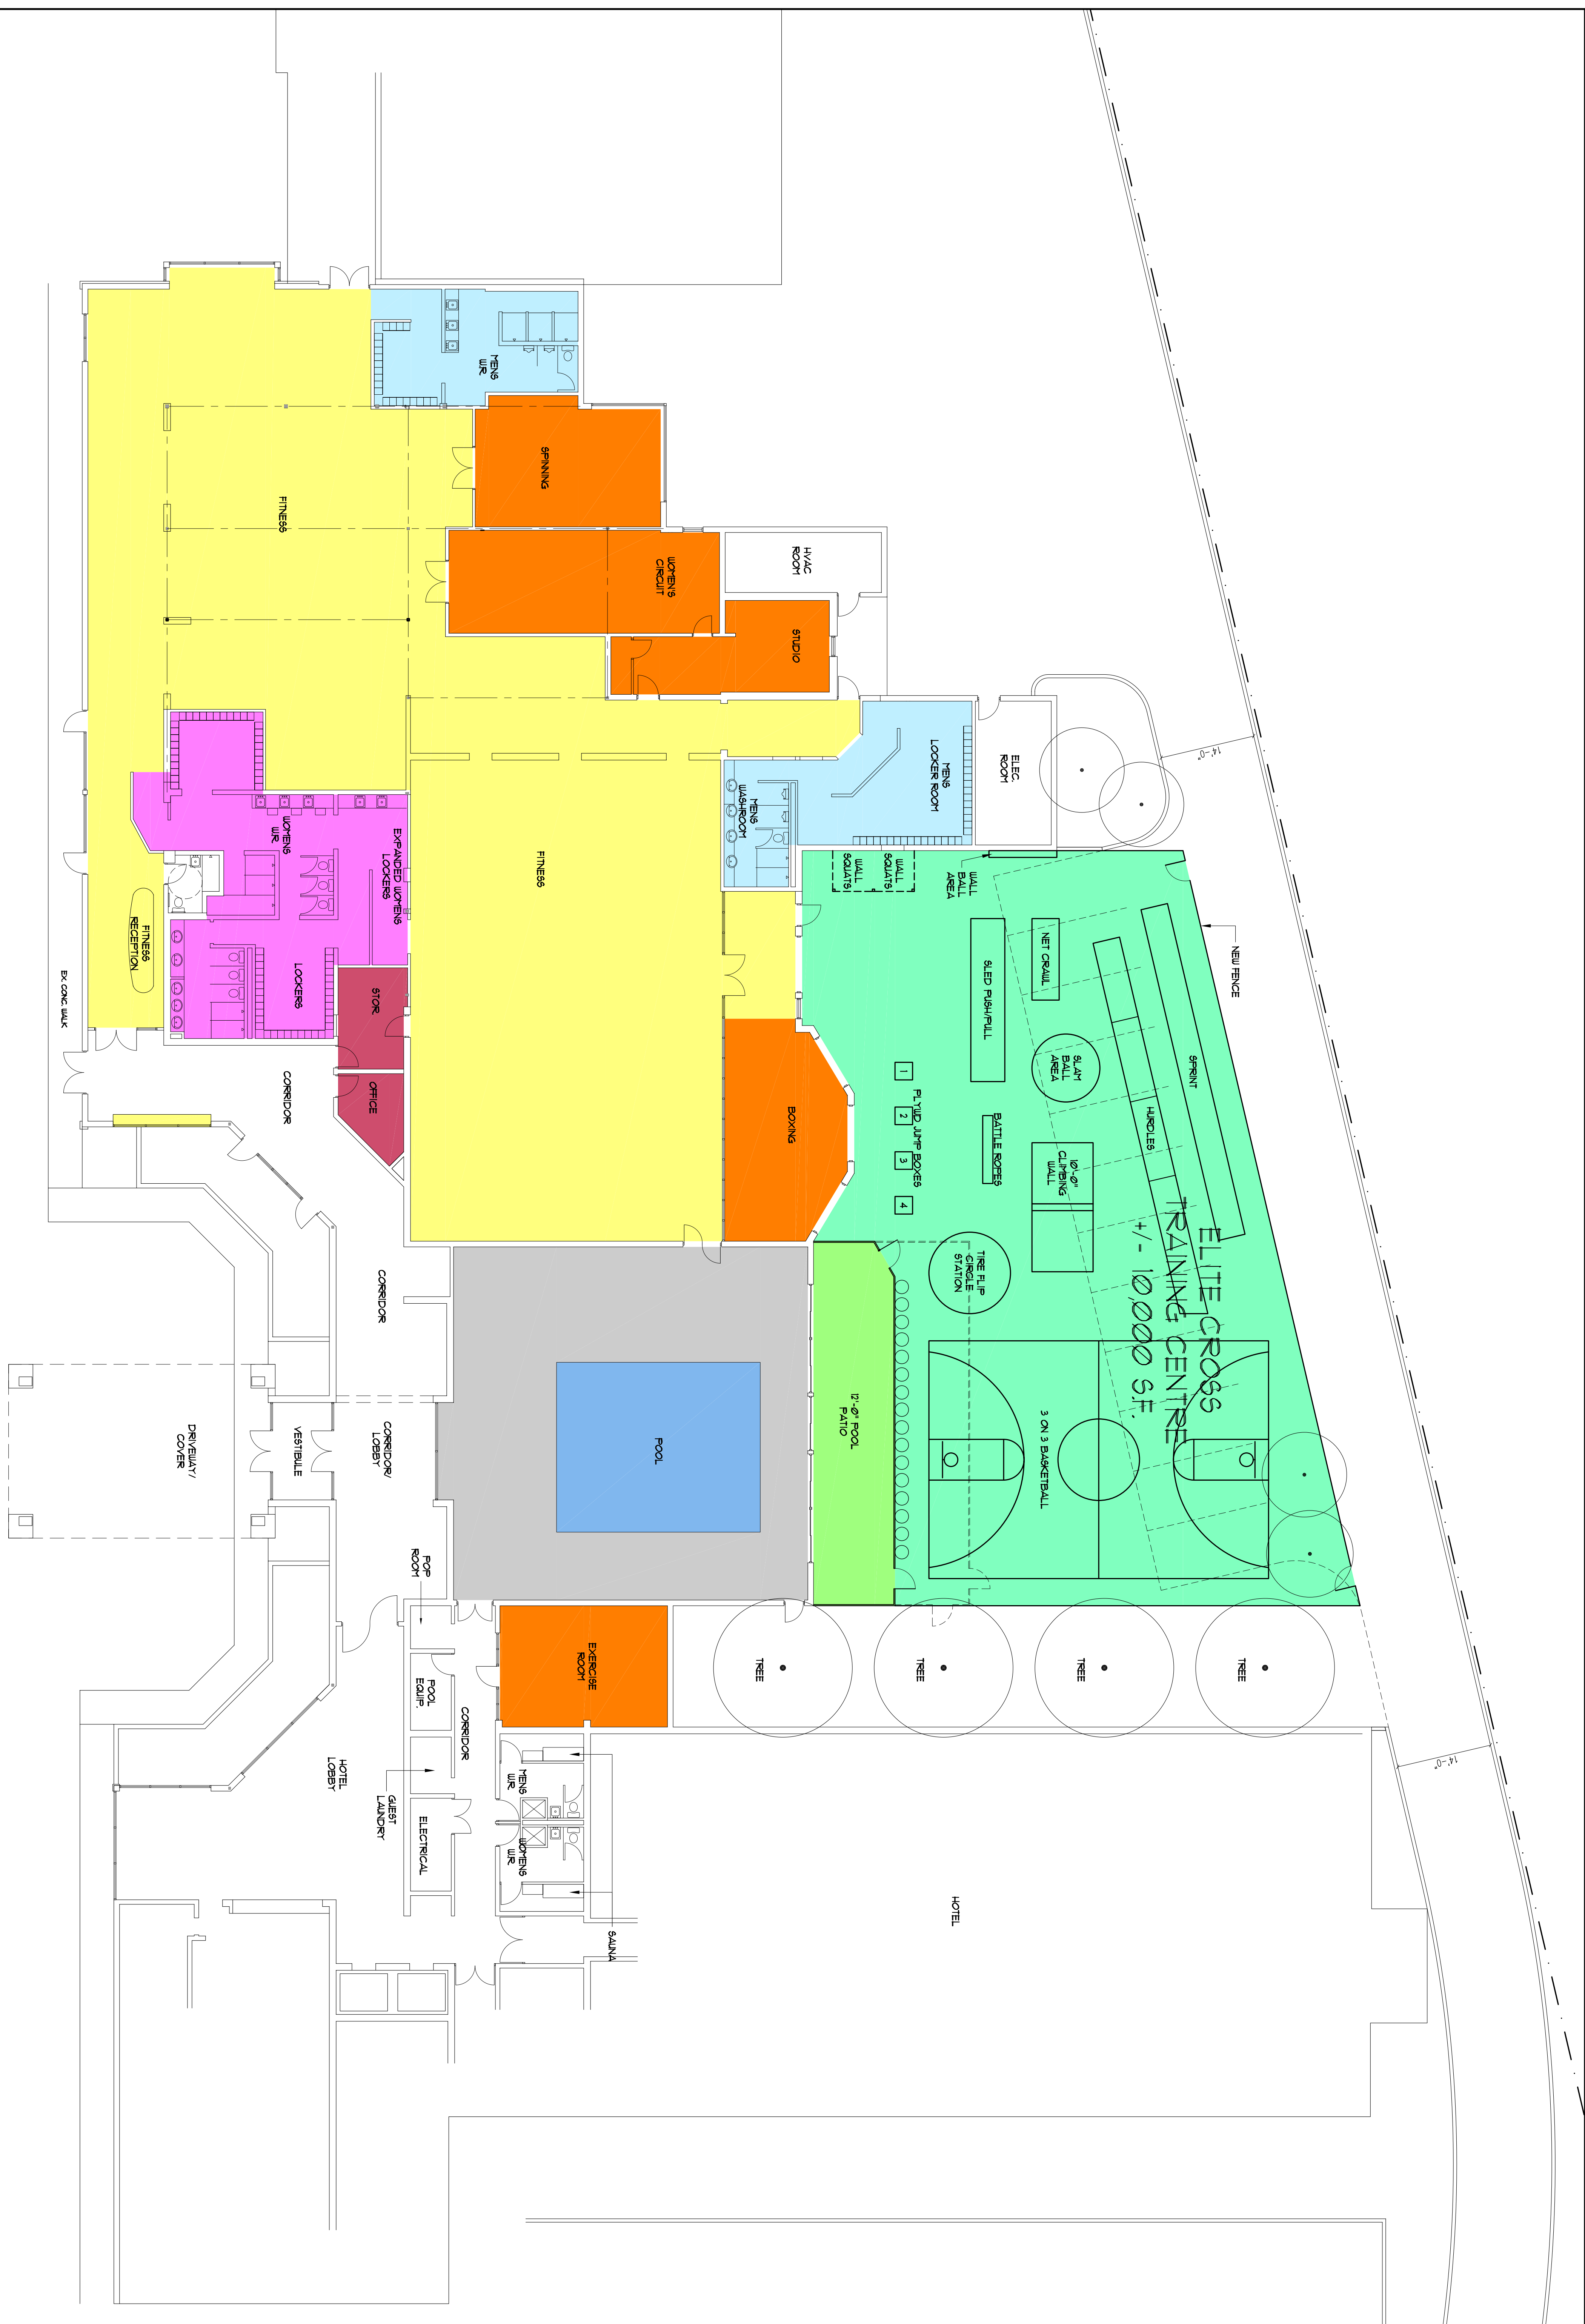 MENS
W.R.
SPINNING
FITNESS
WOMEN'S
CIRCUIT
HVAC
ROOM
STUDIO
MENS
LOCKER ROOM
ELEC.
ROOM
14'-0"
MENS
WASHROOM
WALL
SQUATS
WALL
SQUATS
WALL
BALL
AREA
NEW FENCE
EXPANDED WOMENS
LOCKERS
WOMENS
W.R.
FITNESS
RECEPTION
LOCKERS
EX. CONC. WALK
STOR.
OFFICE
CORRIDOR
FITNESS
BOXING
SLED PUSH/PULL
NET CRAWL
SLAM
BALL
AREA
SPRINT
HURDLES
1
2
3
4
PLYWD JUMP BOXES
BATTLE ROPES
10'-0"
CLIMBING
WALL
TIRE FLIP
CIRCLE
STATION
ELITE CROSS
TRAINING CENTRE
+/- 10,000 S.F.
3 ON 3 BASKETBALL
12'-0" POOL
PATIO
POOL
CORRIDOR
CORRIDOR/
LOBBY
VESTIBULE
DRIVEWAY/
COVER
POP
ROOM
POOL
EQUIP.
CORRIDOR
EXERCISE
ROOM
TREE
TREE
TREE
TREE
14'-0"
HOTEL
LOBBY
GUEST
LAUNDRY
ELECTRICAL
MENS
W.R.
WOMENS
W.R.
SAUNA
HOTEL